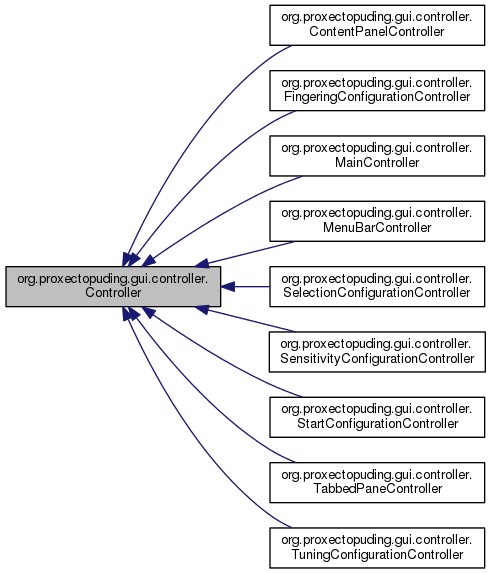 org.proxectopuding.gui.controller.
ContentPanelController
org.proxectopuding.gui.controller.
FingeringConfigurationController
org.proxectopuding.gui.controller.
MainController
org.proxectopuding.gui.controller.
MenuBarController
org.proxectopuding.gui.controller.
Controller
org.proxectopuding.gui.controller.
SelectionConfigurationController
org.proxectopuding.gui.controller.
SensitivityConfigurationController
org.proxectopuding.gui.controller.
StartConfigurationController
org.proxectopuding.gui.controller.
TabbedPaneController
org.proxectopuding.gui.controller.
TuningConfigurationController